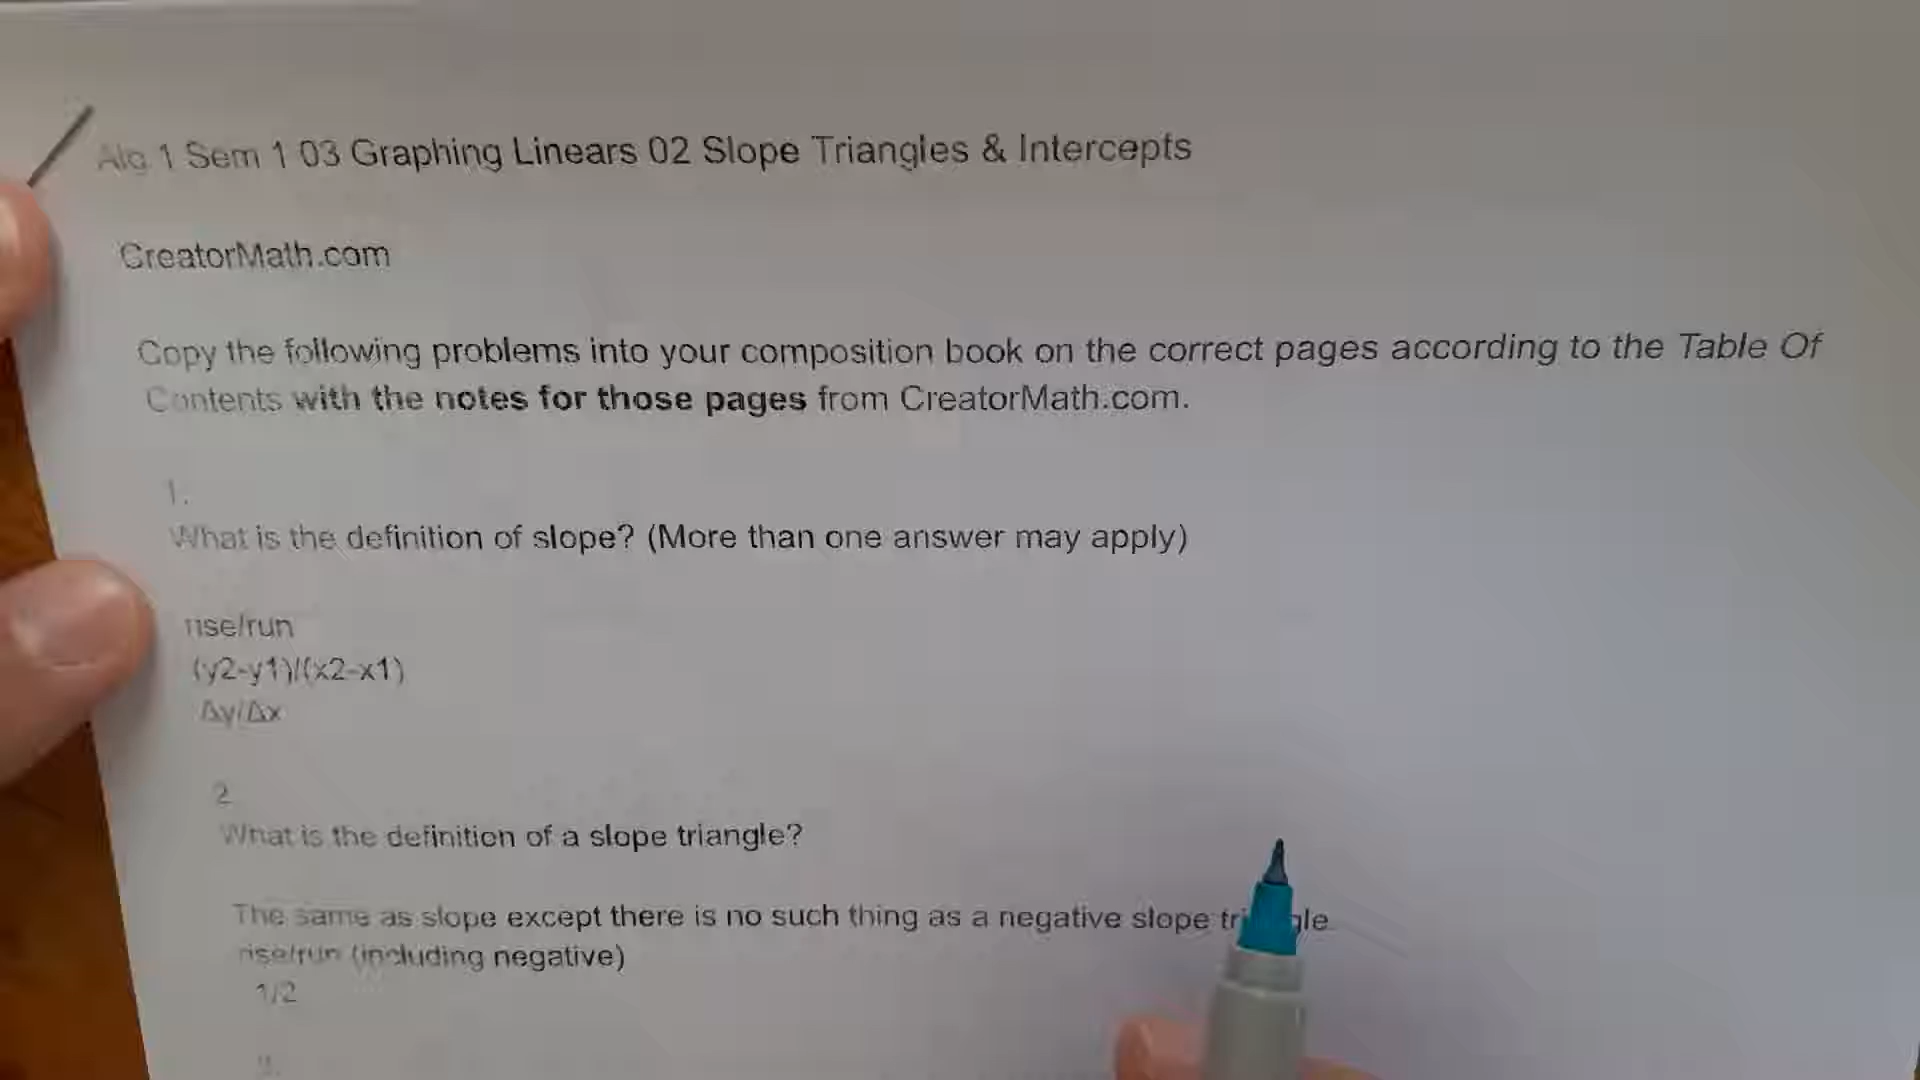 Alg 1 Sem 1 03 Graphing Linears 02 Slope Triangles & Intercepts
CreatorMath.com
Copy the following problems into your composition book on the correct pages according to the Table Of
Contents with the notes for those pages from CreatorMath.com.
1.
What is the definition of slope? (More than one answer may apply)
rise/run
(y2-y1)/(x2-x1)
Δy/Δx
2
What is the definition of a slope triangle?
The same as slope except there is no such thing as a negative slope
rise/run (including negative)
1/2